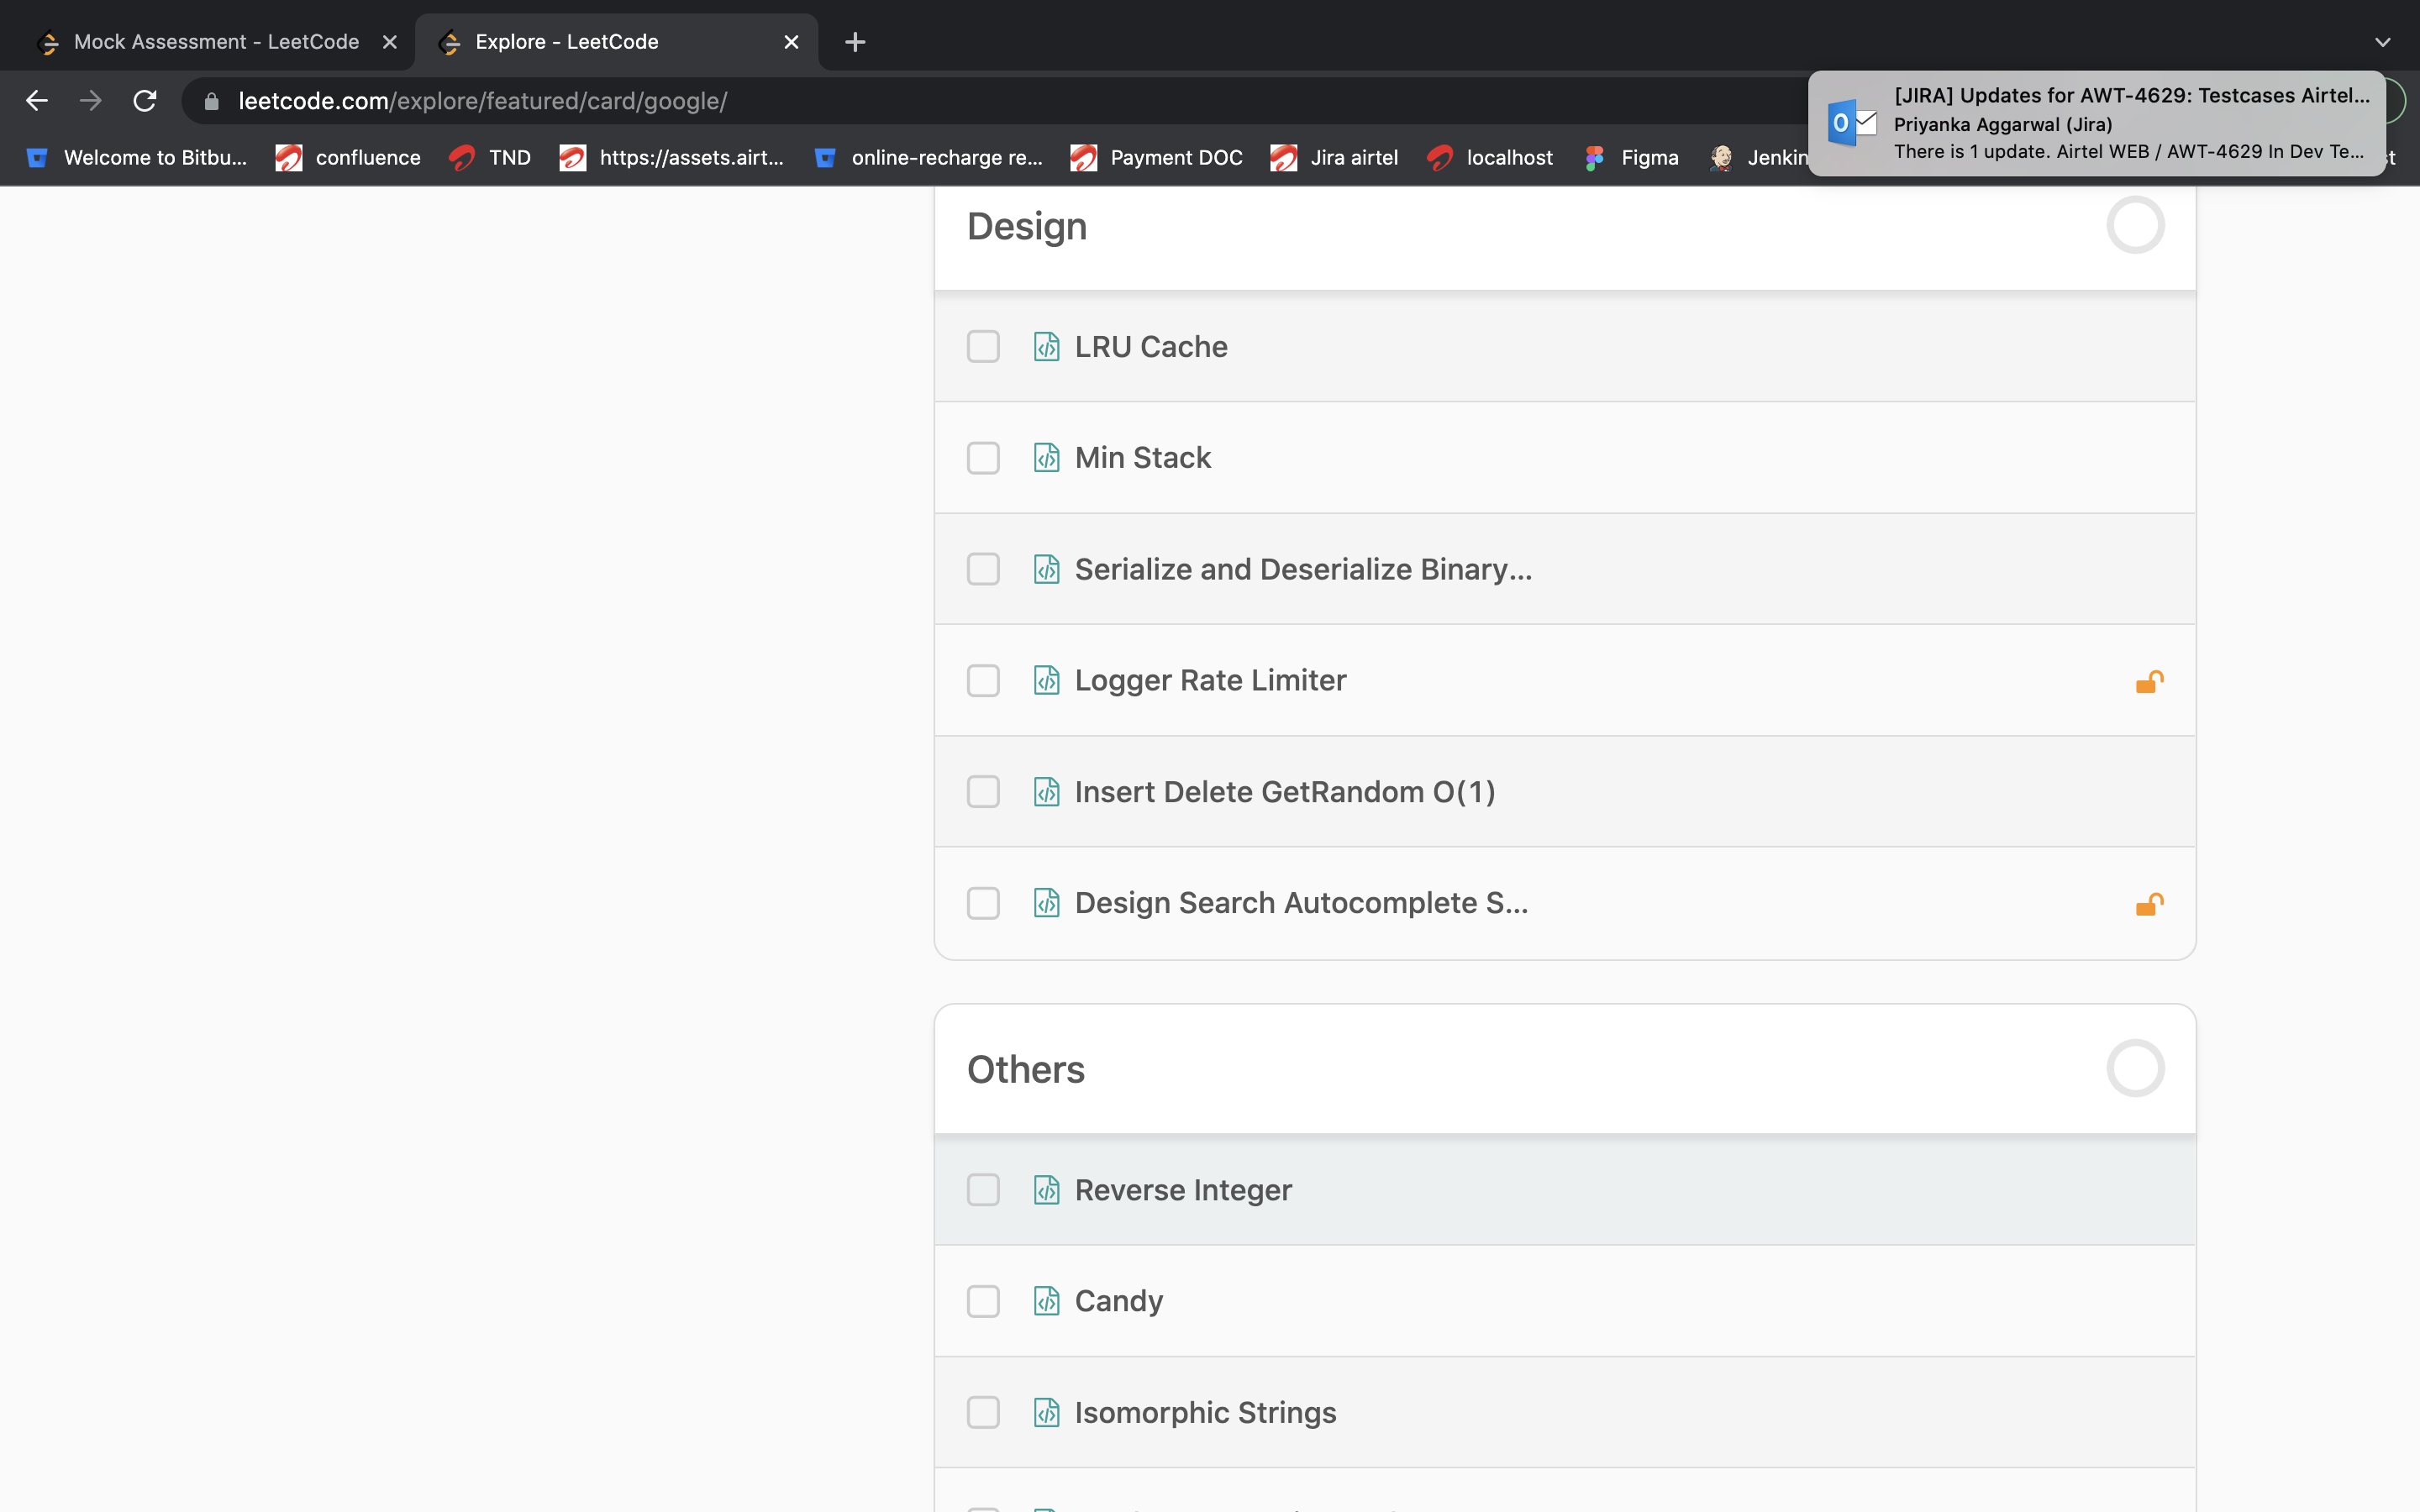 Mock Assessment - LeetCode
Explore - LeetCode
leetcode.com/explore/featured/card/google/
[JIRA] Updates for AWT-4629: Testcases Airtel...
Priyanka Aggarwal (Jira)
There is 1 update. Airtel WEB / AWT-4629 In Dev Te...
Welcome to Bitbu...
confluence
TND
https://assets.airt...
online-recharge re...
Payment DOC
Jira airtel
localhost
Figma
Jenkin
Design
LRU Cache
Min Stack
Serialize and Deserialize Binary...
Logger Rate Limiter
Insert Delete GetRandom O(1)
Design Search Autocomplete S...
Others
Reverse Integer
Candy
Isomorphic Strings